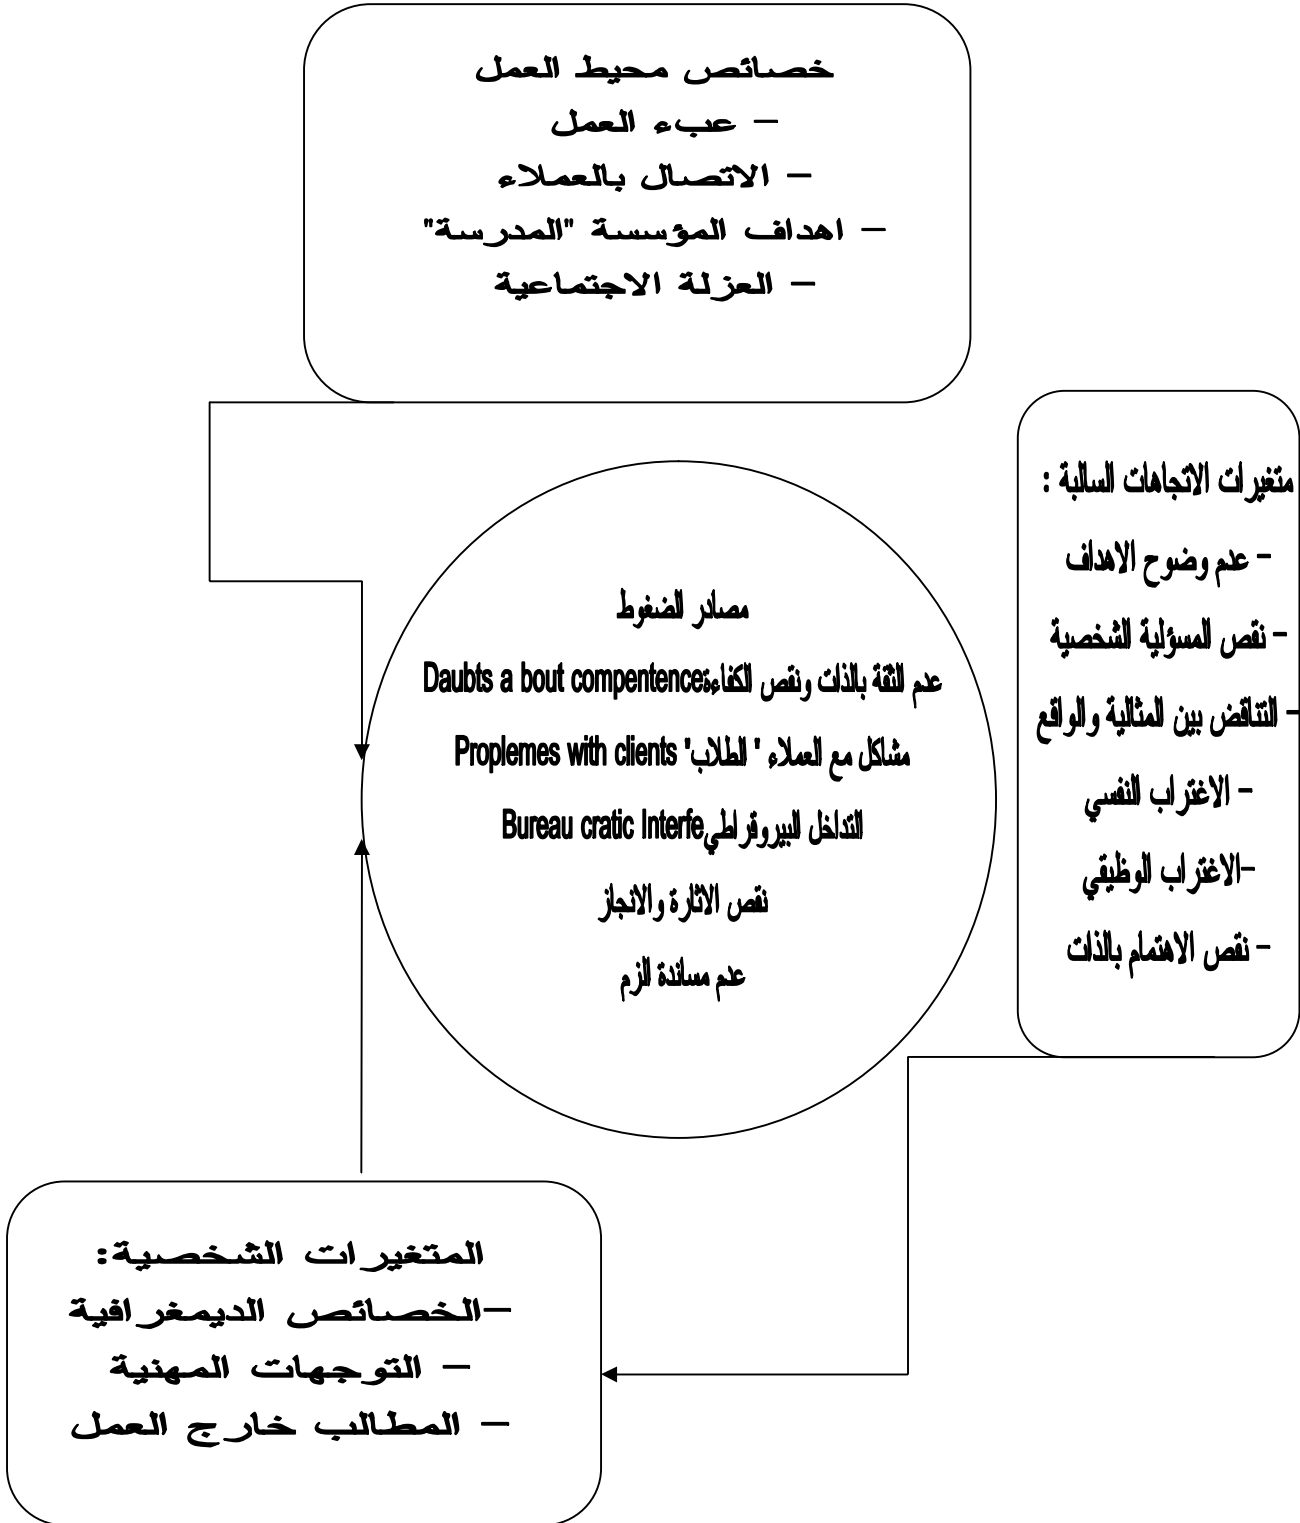 خصائص محيط العمل
- عبء العمل
- الاتصال بالعملاء
- اهداف المؤسسة "المدرسة"
- العزلة الاجتماعية
متغيرات الاتجاهات السالبة :
- عدم وضوح الاهداف
- نقص المسؤلية الشخصية
- التناقض بين المثالية والواقع
- الاغتراب النفسي
-الاغتراب الوظيفي
- نقص الاهتمام بالذات
مصادر الضغوط
عدم الثقة بالذات ونقص الكفاءةDaubts a bout compentence
مشاكل مع العملاء " الطلاب" Proplemes with clients
التداخل البيروقراطيBureau cratic Interfe
نقص الاثارة والانجاز
عدم مساندة الزم
المتغيرات الشخصية:
-الخصائص الديمغرافية
- التوجهات المهنية
- المطالب خارج العمل